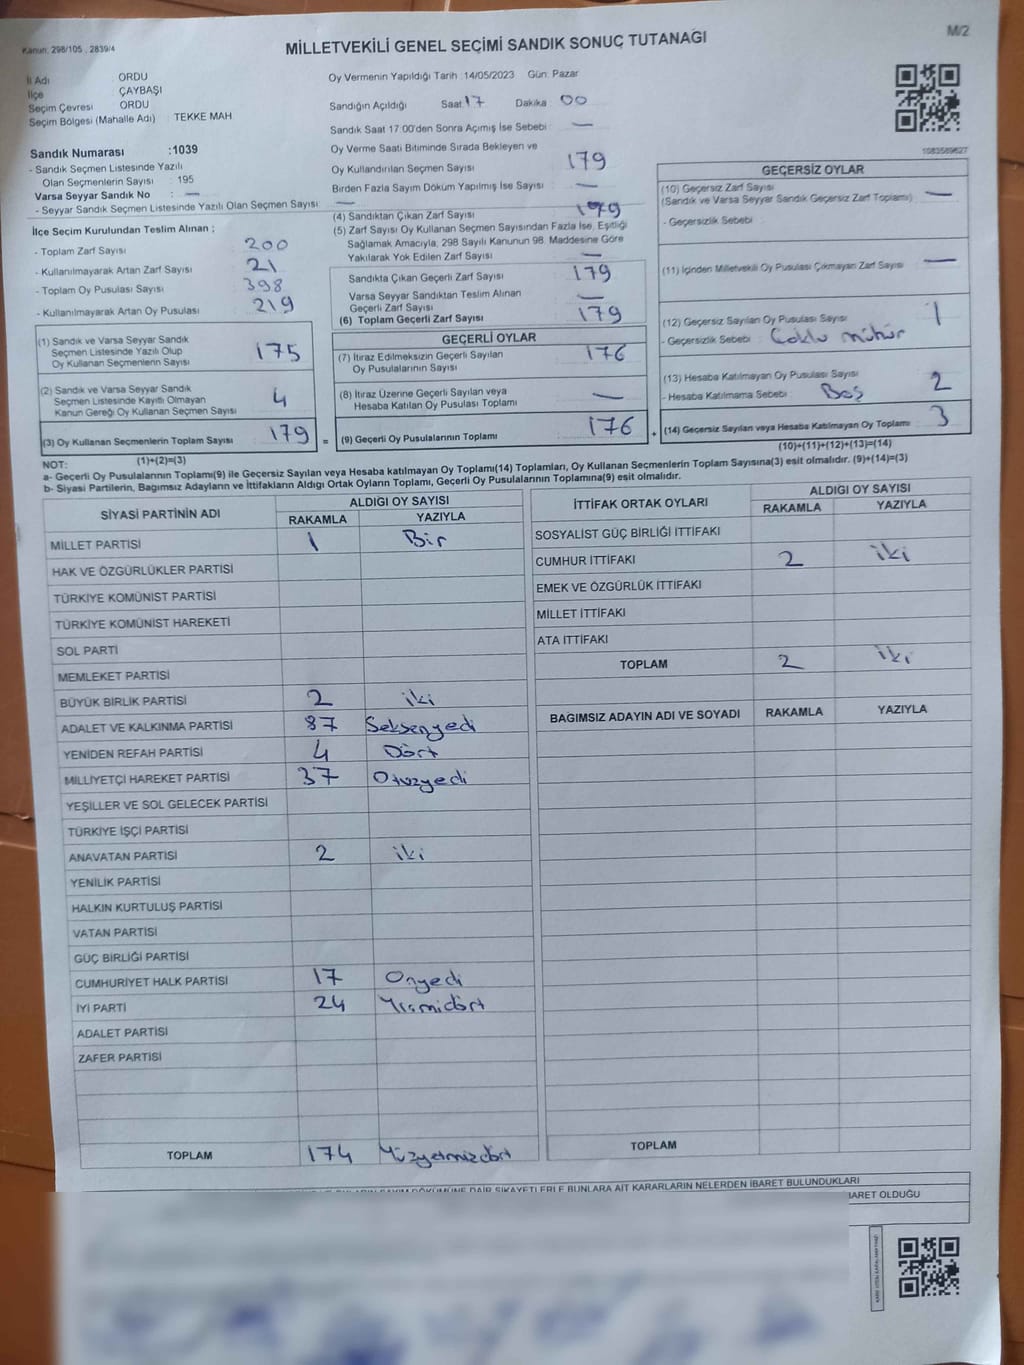 Kanun: 298/105 , 2839/4
MİLLETVEKİLİ GENEL SEÇİMİ SANDIK SONUÇ TUTANAĞI
M/2
İl Adı ORDU
İlçe ÇAYBAŞI
Seçim Çevresi ORDU
Seçim Bölgesi (Mahalle Adı) : TEKKE MAH
Sandık Numarası :1039
- Sandık Seçmen Listesinde Yazılı
Olan Seçmenlerin Sayısı : 195
Varsa Seyyar Sandık No : —
- Seyyar Sandık Seçmen Listesinde Yazılı Olan Seçmen Sayısı: —
İlçe Seçim Kurulundan Teslim Alınan ;
- Toplam Zarf Sayısı : 200
- Kullanılmayarak Artan Zarf Sayısı : 21
- Toplam Oy Pusulası Sayısı : 398
- Kullanılmayarak Artan Oy Pusulası : 219
(1) Sandık ve Varsa Seyyar Sandık
Seçmen Listesinde Yazılı Olup
Oy Kullanan Seçmenlerin Sayısı 175
(2) Sandık ve Varsa Seyyar Sandık
Seçmen Listesinde Kayıtlı Olmayan
Kanun Gereği Oy Kullanan Seçmen Sayısı 4
(3) Oy Kullanan Seçmenlerin Toplam Sayısı 179 =
(1)+(2)=(3)
Oy Vermenin Yapıldığı Tarih :14/05/2023 Gün: Pazar
Sandığın Açıldığı Saat 17 Dakika 00
Sandık Saat 17:00'den Sonra Açımış İse Sebebi : —
Oy Verme Saati Bitiminde Sırada Bekleyen ve
Oy Kullandırılan Seçmen Sayısı : 179
Birden Fazla Sayım Döküm Yapılmış İse Sayısı : —
(4) Sandıktan Çıkan Zarf Sayısı : 179
(5) Zarf Sayısı Oy Kullanan Seçmen Sayısından Fazla İse, Eşitliği
Sağlamak Amacıyla, 298 Sayılı Kanunun 98. Maddesine Göre
Yakılarak Yok Edilen Zarf Sayısı : —
Sandıkta Çıkan Geçerli Zarf Sayısı : 179
Varsa Seyyar Sandıktan Teslim Alınan
Geçerli Zarf Sayısı : —
(6) Toplam Geçerli Zarf Sayısı : 179
GEÇERLİ OYLAR
(7) İtiraz Edilmeksizin Geçerli Sayılan
Oy Pusulalarının Sayısı : 176
(8) İtiraz Üzerine Geçerli Sayılan veya
Hesaba Katılan Oy Pusulası Toplamı : —
(9) Geçerli Oy Pusulalarının Toplamı : 176 +
1083589627
GEÇERSİZ OYLAR
(10) Geçersiz Zarf Sayısı
(Sandık ve Varsa Seyyar Sandık Geçersiz Zarf Toplamı) : —
- Geçersizlik Sebebi :
(11) İçinden Milletvekili Oy Pusulası Çıkmayan Zarf Sayısı : —
(12) Geçersiz Sayılan Oy Pusulası Sayısı : 1
- Geçersizlik Sebebi : Çoklu mühür
(13) Hesaba Katılmayan Oy Pusulası Sayısı : 2
- Hesaba Katılmama Sebebi : Boş
(14) Geçersiz Sayılan veya Hesaba Katılmayan Oy Toplamı : 3
(10)+(11)+(12)+(13)=(14)
NOT:
a- Geçerli Oy Pusulalarının Toplamı(9) ile Geçersiz Sayılan veya Hesaba katılmayan Oy Toplamı(14) Toplamları, Oy Kullanan Seçmenlerin Toplam Sayısına(3) eşit olmalıdır. (9)+(14)=(3)
b- Siyasi Partilerin, Bağımsız Adayların ve İttifakların Aldığı Ortak Oyların Toplamı, Geçerli Oy Pusulalarının Toplamına(9) eşit olmalıdır.
SİYASİ PARTİNİN ADI ALDIĞI OY SAYISI
RAKAMLA YAZIYLA
MİLLET PARTİSİ 1 Bir
HAK VE ÖZGÜRLÜKLER PARTİSİ
TÜRKİYE KOMÜNİST PARTİSİ
TÜRKİYE KOMÜNİST HAREKETİ
SOL PARTİ
MEMLEKET PARTİSİ
BÜYÜK BİRLİK PARTİSİ 2 iki
ADALET VE KALKINMA PARTİSİ 87 Seksenyedi
YENİDEN REFAH PARTİSİ 4 Dört
MİLLİYETÇİ HAREKET PARTİSİ 37 Otuzyedi
YEŞİLLER VE SOL GELECEK PARTİSİ
TÜRKİYE İŞÇİ PARTİSİ
ANAVATAN PARTİSİ 2 iki
YENİLİK PARTİSİ
HALKIN KURTULUŞ PARTİSİ
VATAN PARTİSİ
GÜÇ BİRLİĞİ PARTİSİ
CUMHURİYET HALK PARTİSİ 17 Onyedi
İYİ PARTİ 24 Yirmidört
ADALET PARTİSİ
ZAFER PARTİSİ
TOPLAM 174 Yüzyetmişdört
İTTİFAK ORTAK OYLARI ALDIĞI OY SAYISI
RAKAMLA YAZIYLA
SOSYALİST GÜÇ BİRLİĞİ İTTİFAKI
CUMHUR İTTİFAKI 2 iki
EMEK VE ÖZGÜRLÜK İTTİFAKI
MİLLET İTTİFAKI
ATA İTTİFAKI
TOPLAM 2 iki
BAĞIMSIZ ADAYIN ADI VE SOYADI RAKAMLA YAZIYLA
TOPLAM
DÖKÜMÜNE DAİR ŞİKAYETLERLE BUNLARA AİT KARARLARIN NELERDEN İBARET BULUNDUKLARI
İBARET OLDUĞU